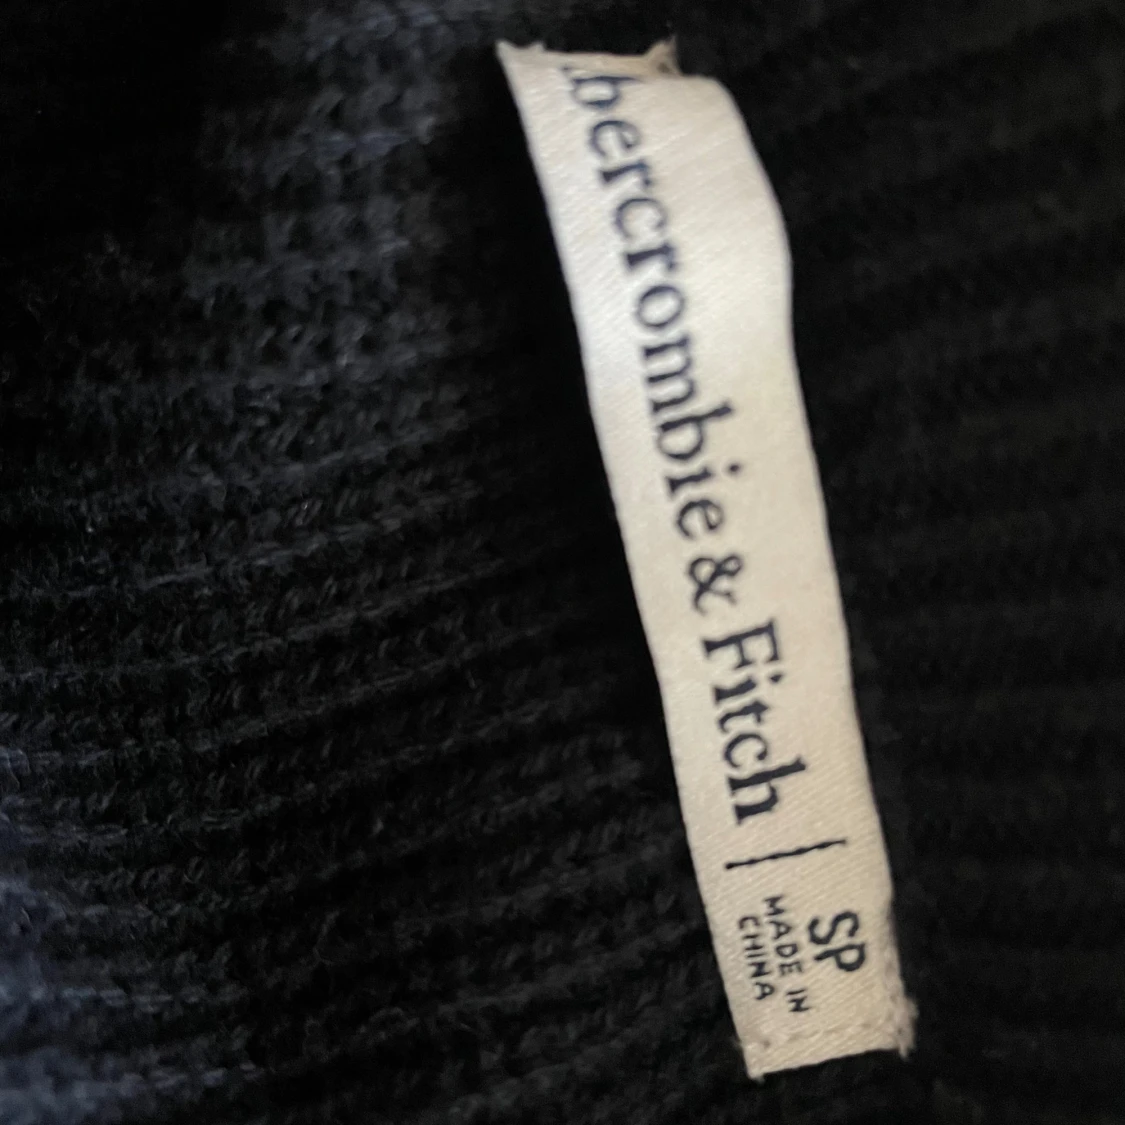 bercrombie & Fitch
SP
MADE IN
CHINA